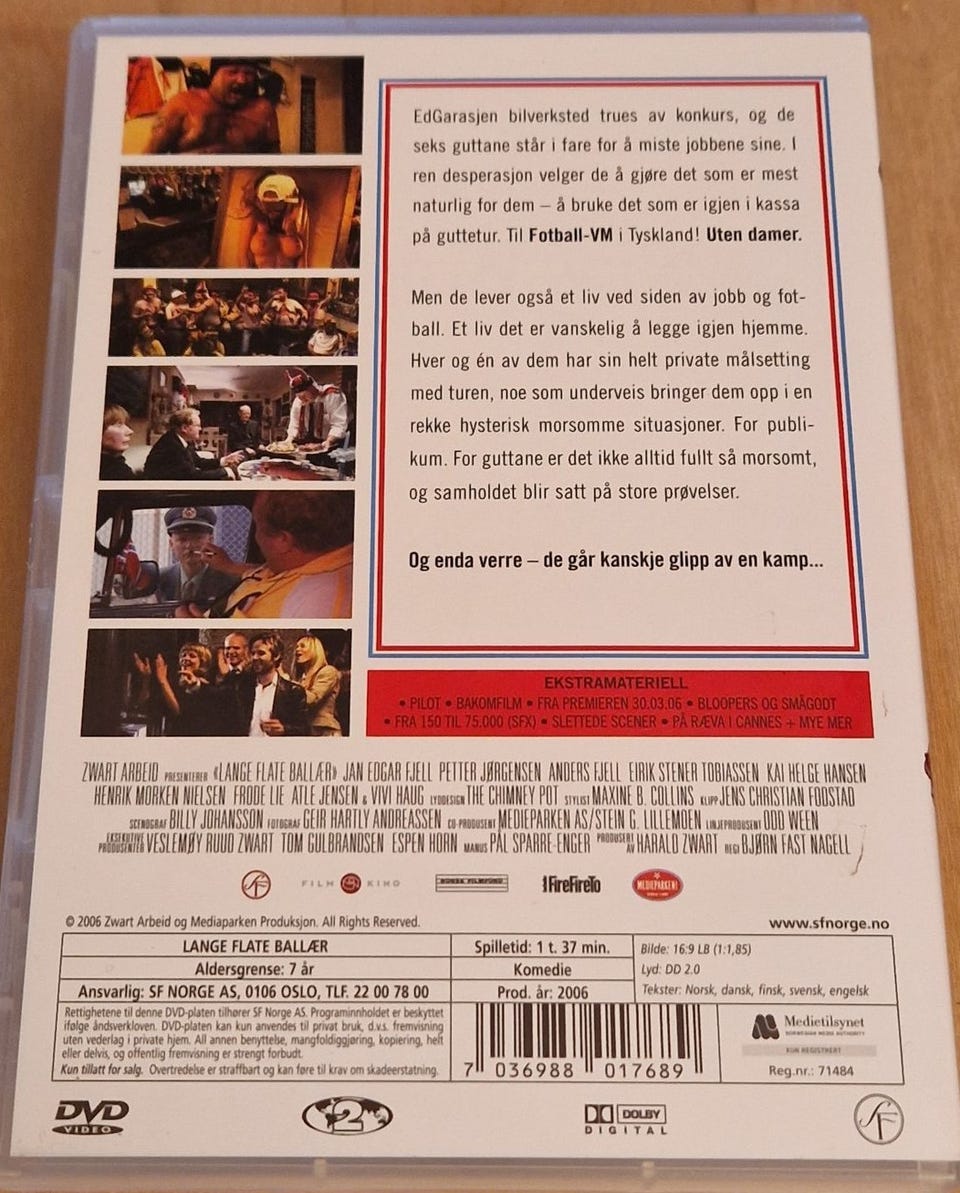 EdGarasjen bilverksted trues av konkurs, og de
seks guttane står i fare for å miste jobbene sine. I
ren desperasjon velger de å gjøre det som er mest
naturlig for dem – å bruke det som er igjen i kassa
på guttetur. Til Fotball-VM i Tyskland! Uten damer.
Men de lever også et liv ved siden av jobb og fot-
ball. Et liv det er vanskelig å legge igjen hjemme.
Hver og én av dem har sin helt private målsetting
med turen, noe som underveis bringer dem opp i en
rekke hysterisk morsomme situasjoner. For publi-
kum. For guttane er det ikke alltid fullt så morsomt,
og samholdet blir satt på store prøvelser.
Og enda verre – de går kanskje glipp av en kamp...
EKSTRAMATERIELL
• PILOT • BAKOMFILM • FRA PREMIEREN 30.03.06 • BLOOPERS OG SMÅGODT
• FRA 150 TIL 75.000 (SFX) • SLETTEDE SCENER • PÅ RÆVA I CANNES + MYE MER
ZWART ARBEID PRESENTERER «LANGE FLATE BALLÆR» JAN EDGAR FJELL PETTER JØRGENSEN ANDERS FJELL EIRIK STENER TOBIASSEN KAI HELGE HANSEN
HENRIK MORKEN NIELSEN FRODE LIE ATLE JENSEN & VIVI HAUG LYDDESIGN THE CHIMNEY POT STYLIST MAXINE B. COLLINS KLIPP JENS CHRISTIAN FODSTAD
SCENOGRAF BILLY JOHANSSON FOTOGRAF GEIR HARTLY ANDREASSEN CO-PRODUSENT MEDIEPARKEN AS/STEIN G. LILLEMOEN LINJEPRODUSENT ODD WEEN
EKSEKUTIVE PRODUSENTER VESLEMØY RUUD ZWART TOM GULBRANDSEN ESPEN HORN MANUS PÅL SPARRE-ENGER PRODUSERT AV HARALD ZWART REGI BJØRN FAST NAGELL
SF FILM KINO NORSK FILMFOND FireFireTo MEDIEPARKEN!
© 2006 Zwart Arbeid og Mediaparken Produksjon. All Rights Reserved.
www.sfnorge.no
LANGE FLATE BALLÆR
Aldersgrense: 7 år
Ansvarlig: SF NORGE AS, 0106 OSLO, TLF. 22 00 78 00
Spilletid: 1 t. 37 min.
Komedie
Prod. år: 2006
Bilde: 16:9 LB (1:1,85)
Lyd: DD 2.0
Tekster: Norsk, dansk, finsk, svensk, engelsk
Rettighetene til denne DVD-platen tilhører SF Norge AS. Programinnholdet er beskyttet
ifølge åndsverkloven. DVD-platen kan kun anvendes til privat bruk, d.v.s. fremvisning
uten vederlag i private hjem. All annen benyttelse, mangfoldiggjøring, kopiering, helt
eller delvis, og offentlig fremvisning er strengt forbudt.
Kun tillatt for salg. Overtredelse er straffbart og kan føre til krav om skadeerstatning.
7 036988 017689
Medietilsynet
NORWEGIAN MEDIA AUTHORITY
KUN REGISTRERT
Reg.nr.: 71484
DVD
VIDEO
2
DOLBY
DIGITAL
SF